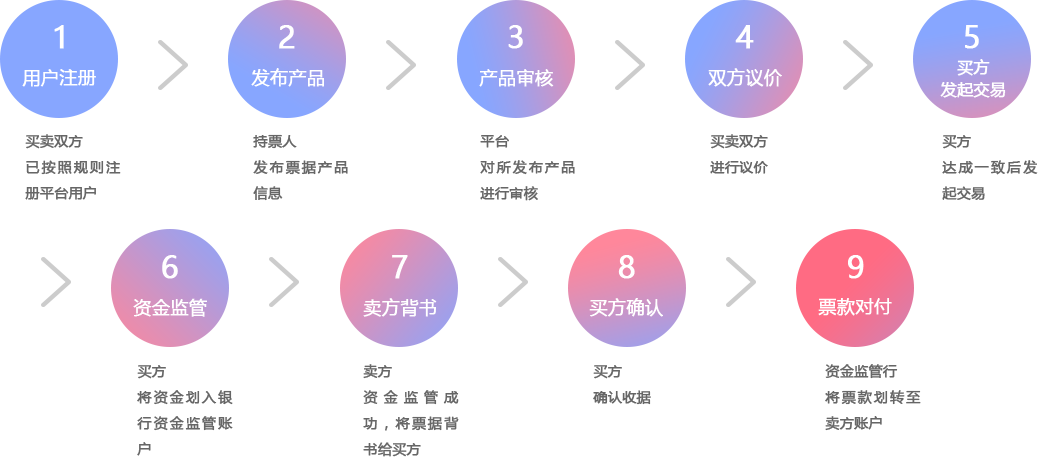 1
用户注册
买卖双方
已按照规则注
册平台用户
2
发布产品
持票人
发布票据产品
信息
3
产品审核
平台
对所发布产品
进行审核
4
双方议价
买卖双方
进行议价
5
买方
发起交易
买方
达成一致后发
起交易
6
资金监管
买方
将资金划入银
行资金监管账
户
7
卖方背书
卖方
资金监管成
功，将票据背
书给买方
8
买方确认
买方
确认收据
9
票款对付
资金监管行
将票款划转至
卖方账户